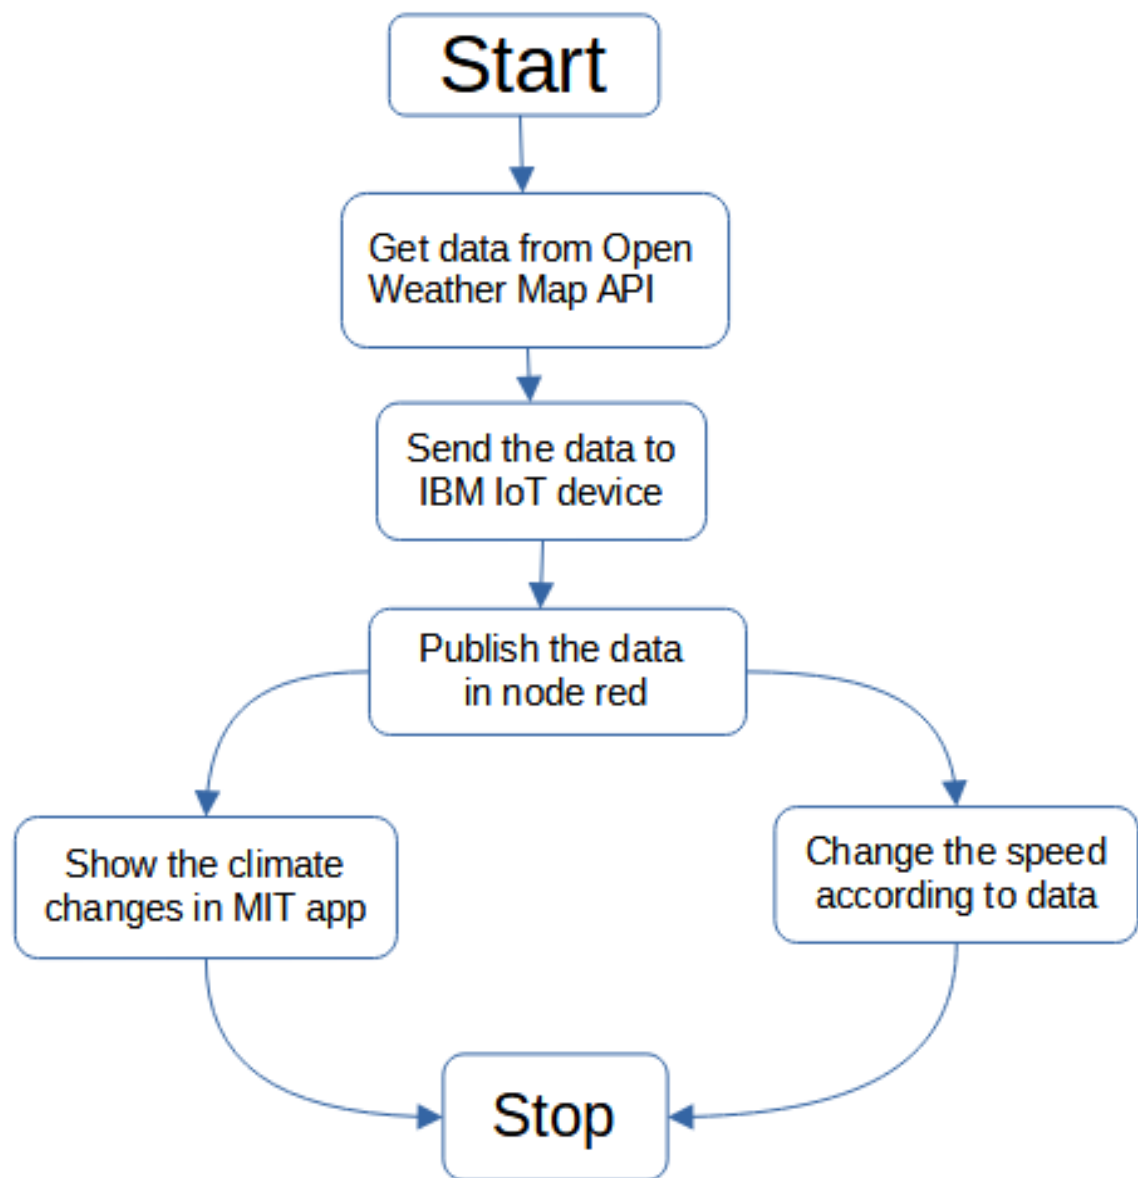 Start
Get data from Open
Weather Map API
Send the data to
IBM IoT device
Publish the data
in node red
Show the climate
changes in MIT app
Change the speed
according to data
Stop